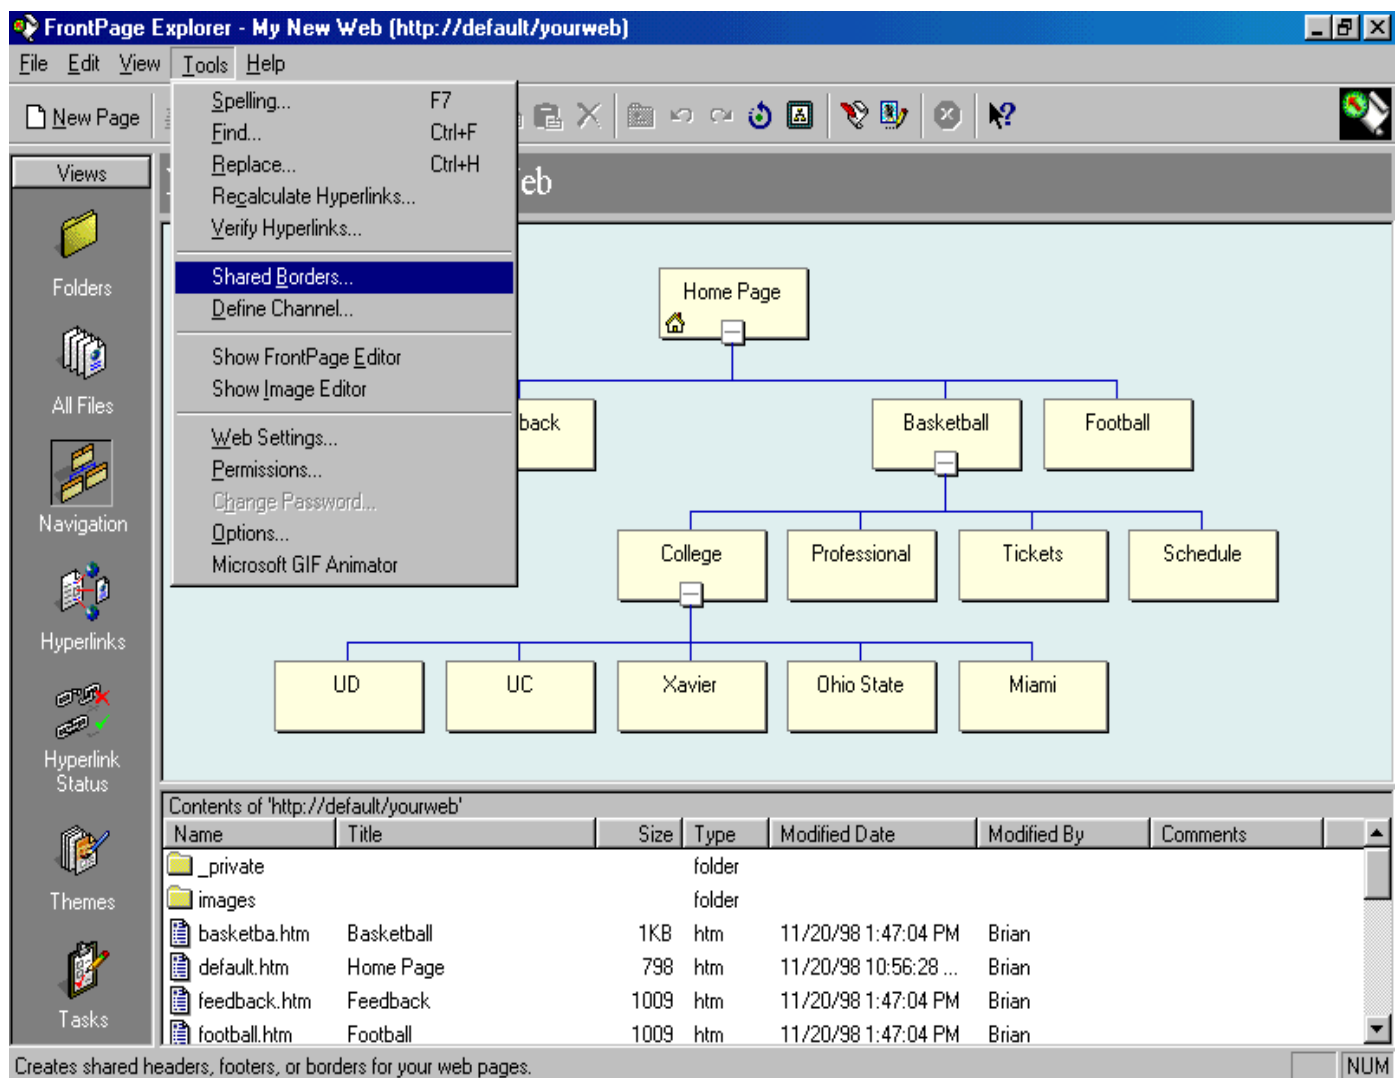 FrontPage Explorer - My New Web (http://default/yourweb)
File Edit View Tools Help
New Page
Spelling... F7
Find... Ctrl+F
Replace... Ctrl+H
Recalculate Hyperlinks...
Verify Hyperlinks...
Shared Borders...
Define Channel...
Show FrontPage Editor
Show Image Editor
Web Settings...
Permissions...
Change Password...
Options...
Microsoft GIF Animator
Views
Folders
All Files
Navigation
Hyperlinks
Hyperlink
Status
Themes
Tasks
eb
Home Page
back Basketball Football
College Professional Tickets Schedule
UD UC Xavier Ohio State Miami
Contents of 'http://default/yourweb'
Name Title Size Type Modified Date Modified By Comments
_private folder
images folder
basketba.htm Basketball 1KB htm 11/20/98 1:47:04 PM Brian
default.htm Home Page 798 htm 11/20/98 10:56:28 ... Brian
feedback.htm Feedback 1009 htm 11/20/98 1:47:04 PM Brian
football.htm Football 1009 htm 11/20/98 1:47:04 PM Brian
Creates shared headers, footers, or borders for your web pages. NUM